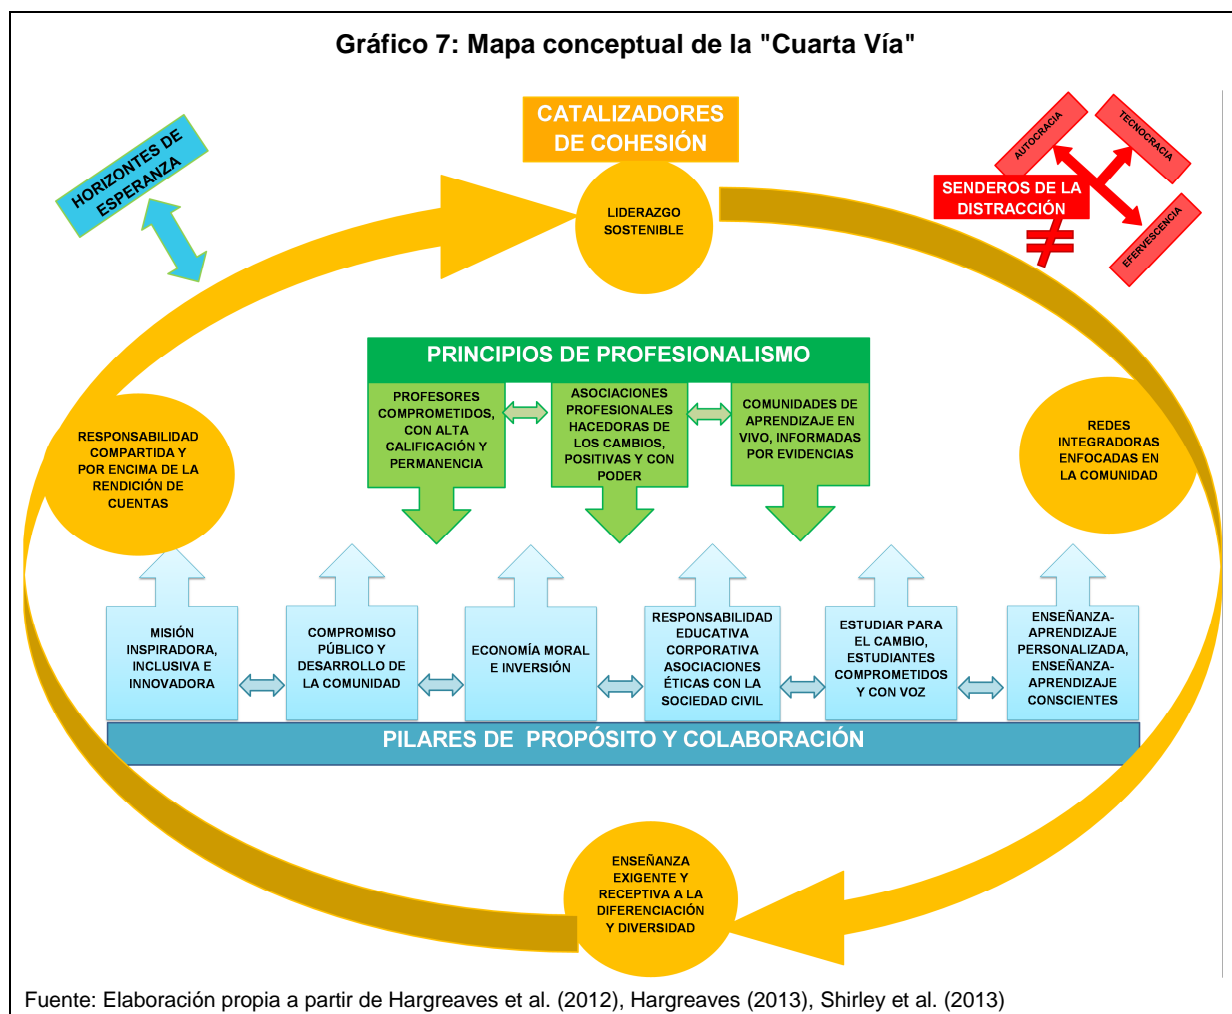 Gráfico 7: Mapa conceptual de la "Cuarta Vía"
HORIZONTES DE
ESPERANZA
CATALIZADORES
DE COHESIÓN
LIDERAZGO
SOSTENIBLE
AUTOCRACIA
TECNOCRACIA
SENDEROS DE LA
DISTRACCIÓN
EFERVESCENCIA
PRINCIPIOS DE PROFESIONALISMO
PROFESORES
COMPROMETIDOS,
CON ALTA
CALIFICACIÓN Y
PERMANENCIA
ASOCIACIONES
PROFESIONALES
HACEDORAS DE
LOS CAMBIOS,
POSITIVAS Y CON
PODER
COMUNIDADES DE
APRENDIZAJE EN
VIVO, INFORMADAS
POR EVIDENCIAS
RESPONSABILIDAD
COMPARTIDA Y
POR ENCIMA DE LA
RENDICIÓN DE
CUENTAS
REDES
INTEGRADORAS
ENFOCADAS EN
LA COMUNIDAD
MISIÓN
INSPIRADORA,
INCLUSIVA E
INNOVADORA
COMPROMISO
PÚBLICO Y
DESARROLLO DE
LA COMUNIDAD
ECONOMÍA MORAL
E INVERSIÓN
RESPONSABILIDAD
EDUCATIVA
CORPORATIVA
ASOCIACIONES
ÉTICAS CON LA
SOCIEDAD CIVIL
ESTUDIAR PARA
EL CAMBIO,
ESTUDIANTES
COMPROMETIDOS
Y CON VOZ
ENSEÑANZA-
APRENDIZAJE
PERSONALIZADA,
ENSEÑANZA-
APRENDIZAJE
CONSCIENTES
PILARES DE PROPÓSITO Y COLABORACIÓN
ENSEÑANZA
EXIGENTE Y
RECEPTIVA A LA
DIFERENCIACIÓN
Y DIVERSIDAD
Fuente: Elaboración propia a partir de Hargreaves et al. (2012), Hargreaves (2013), Shirley et al. (2013)